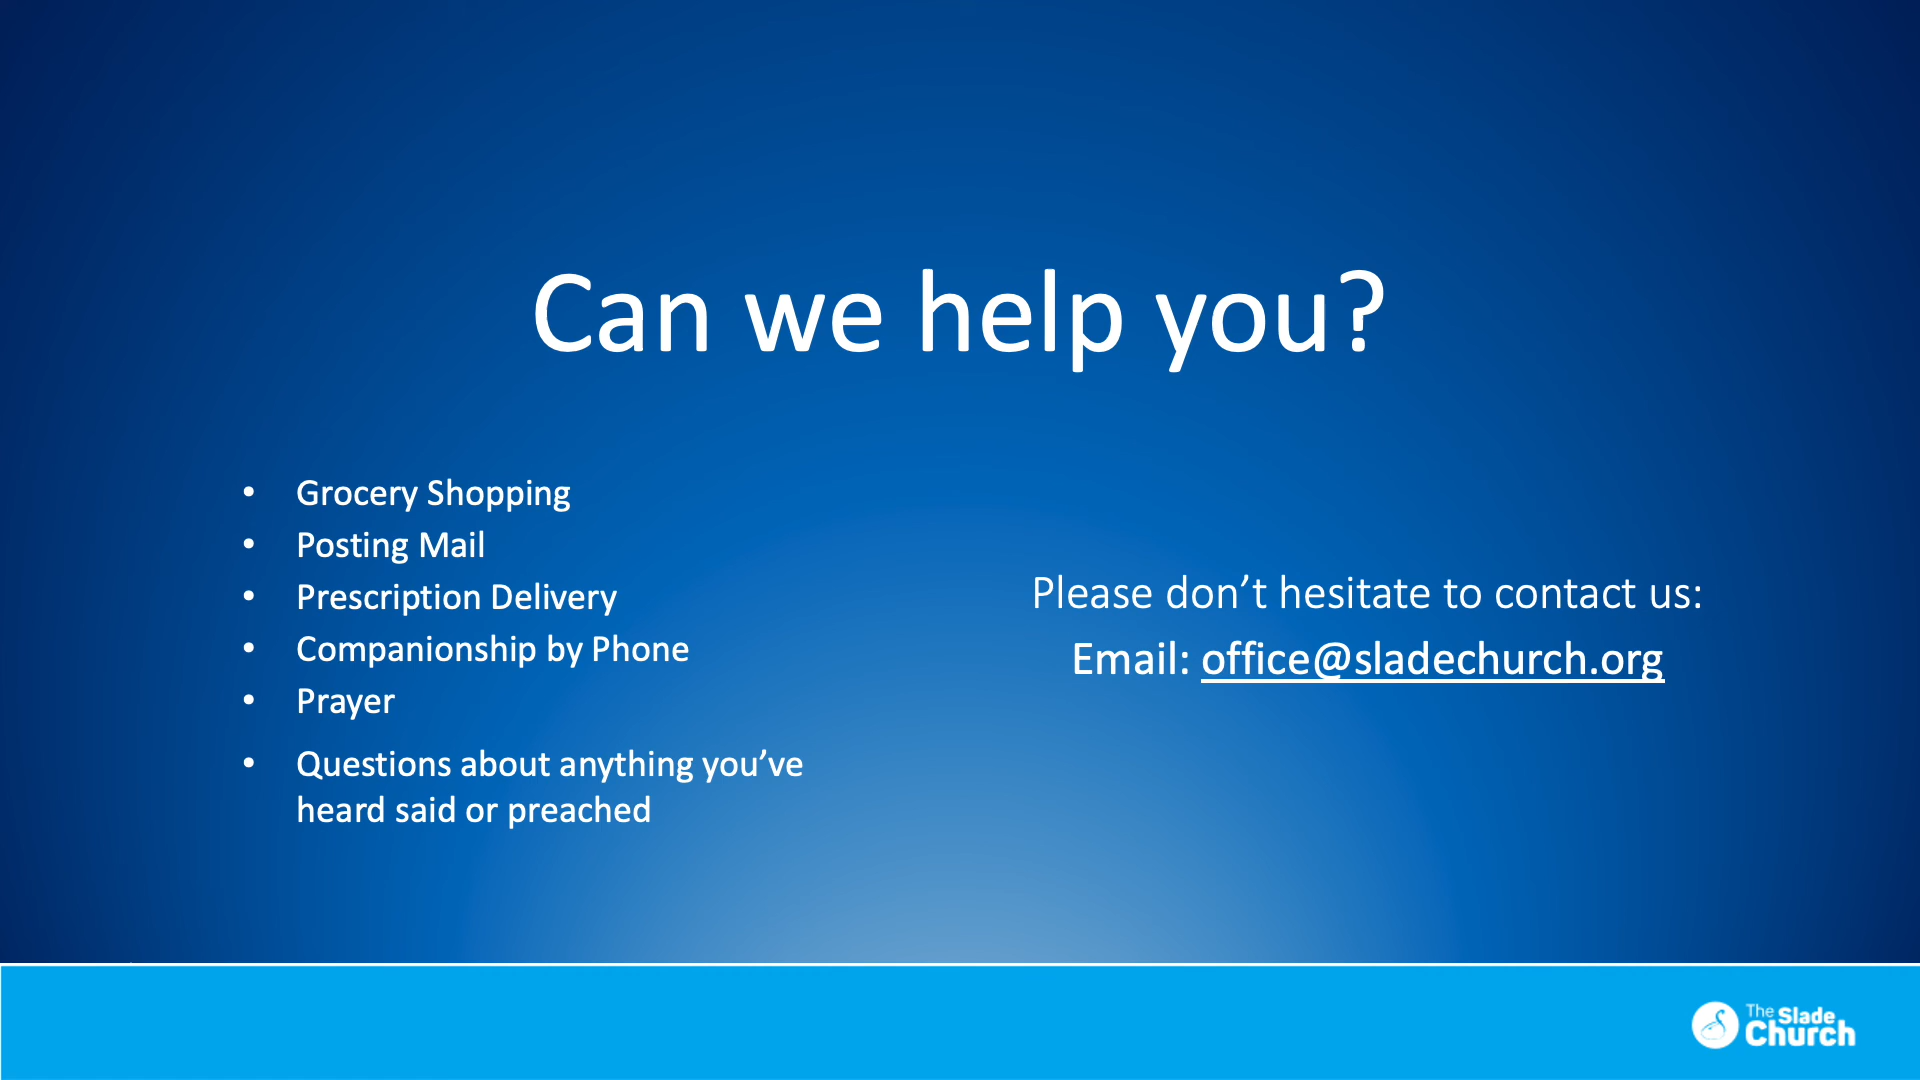 Can we help you?
• Grocery Shopping
• Posting Mail
• Prescription Delivery
• Companionship by Phone
• Prayer
• Questions about anything you’ve
heard said or preached
Please don’t hesitate to contact us:
Email: office@sladechurch.org
The Slade
Church